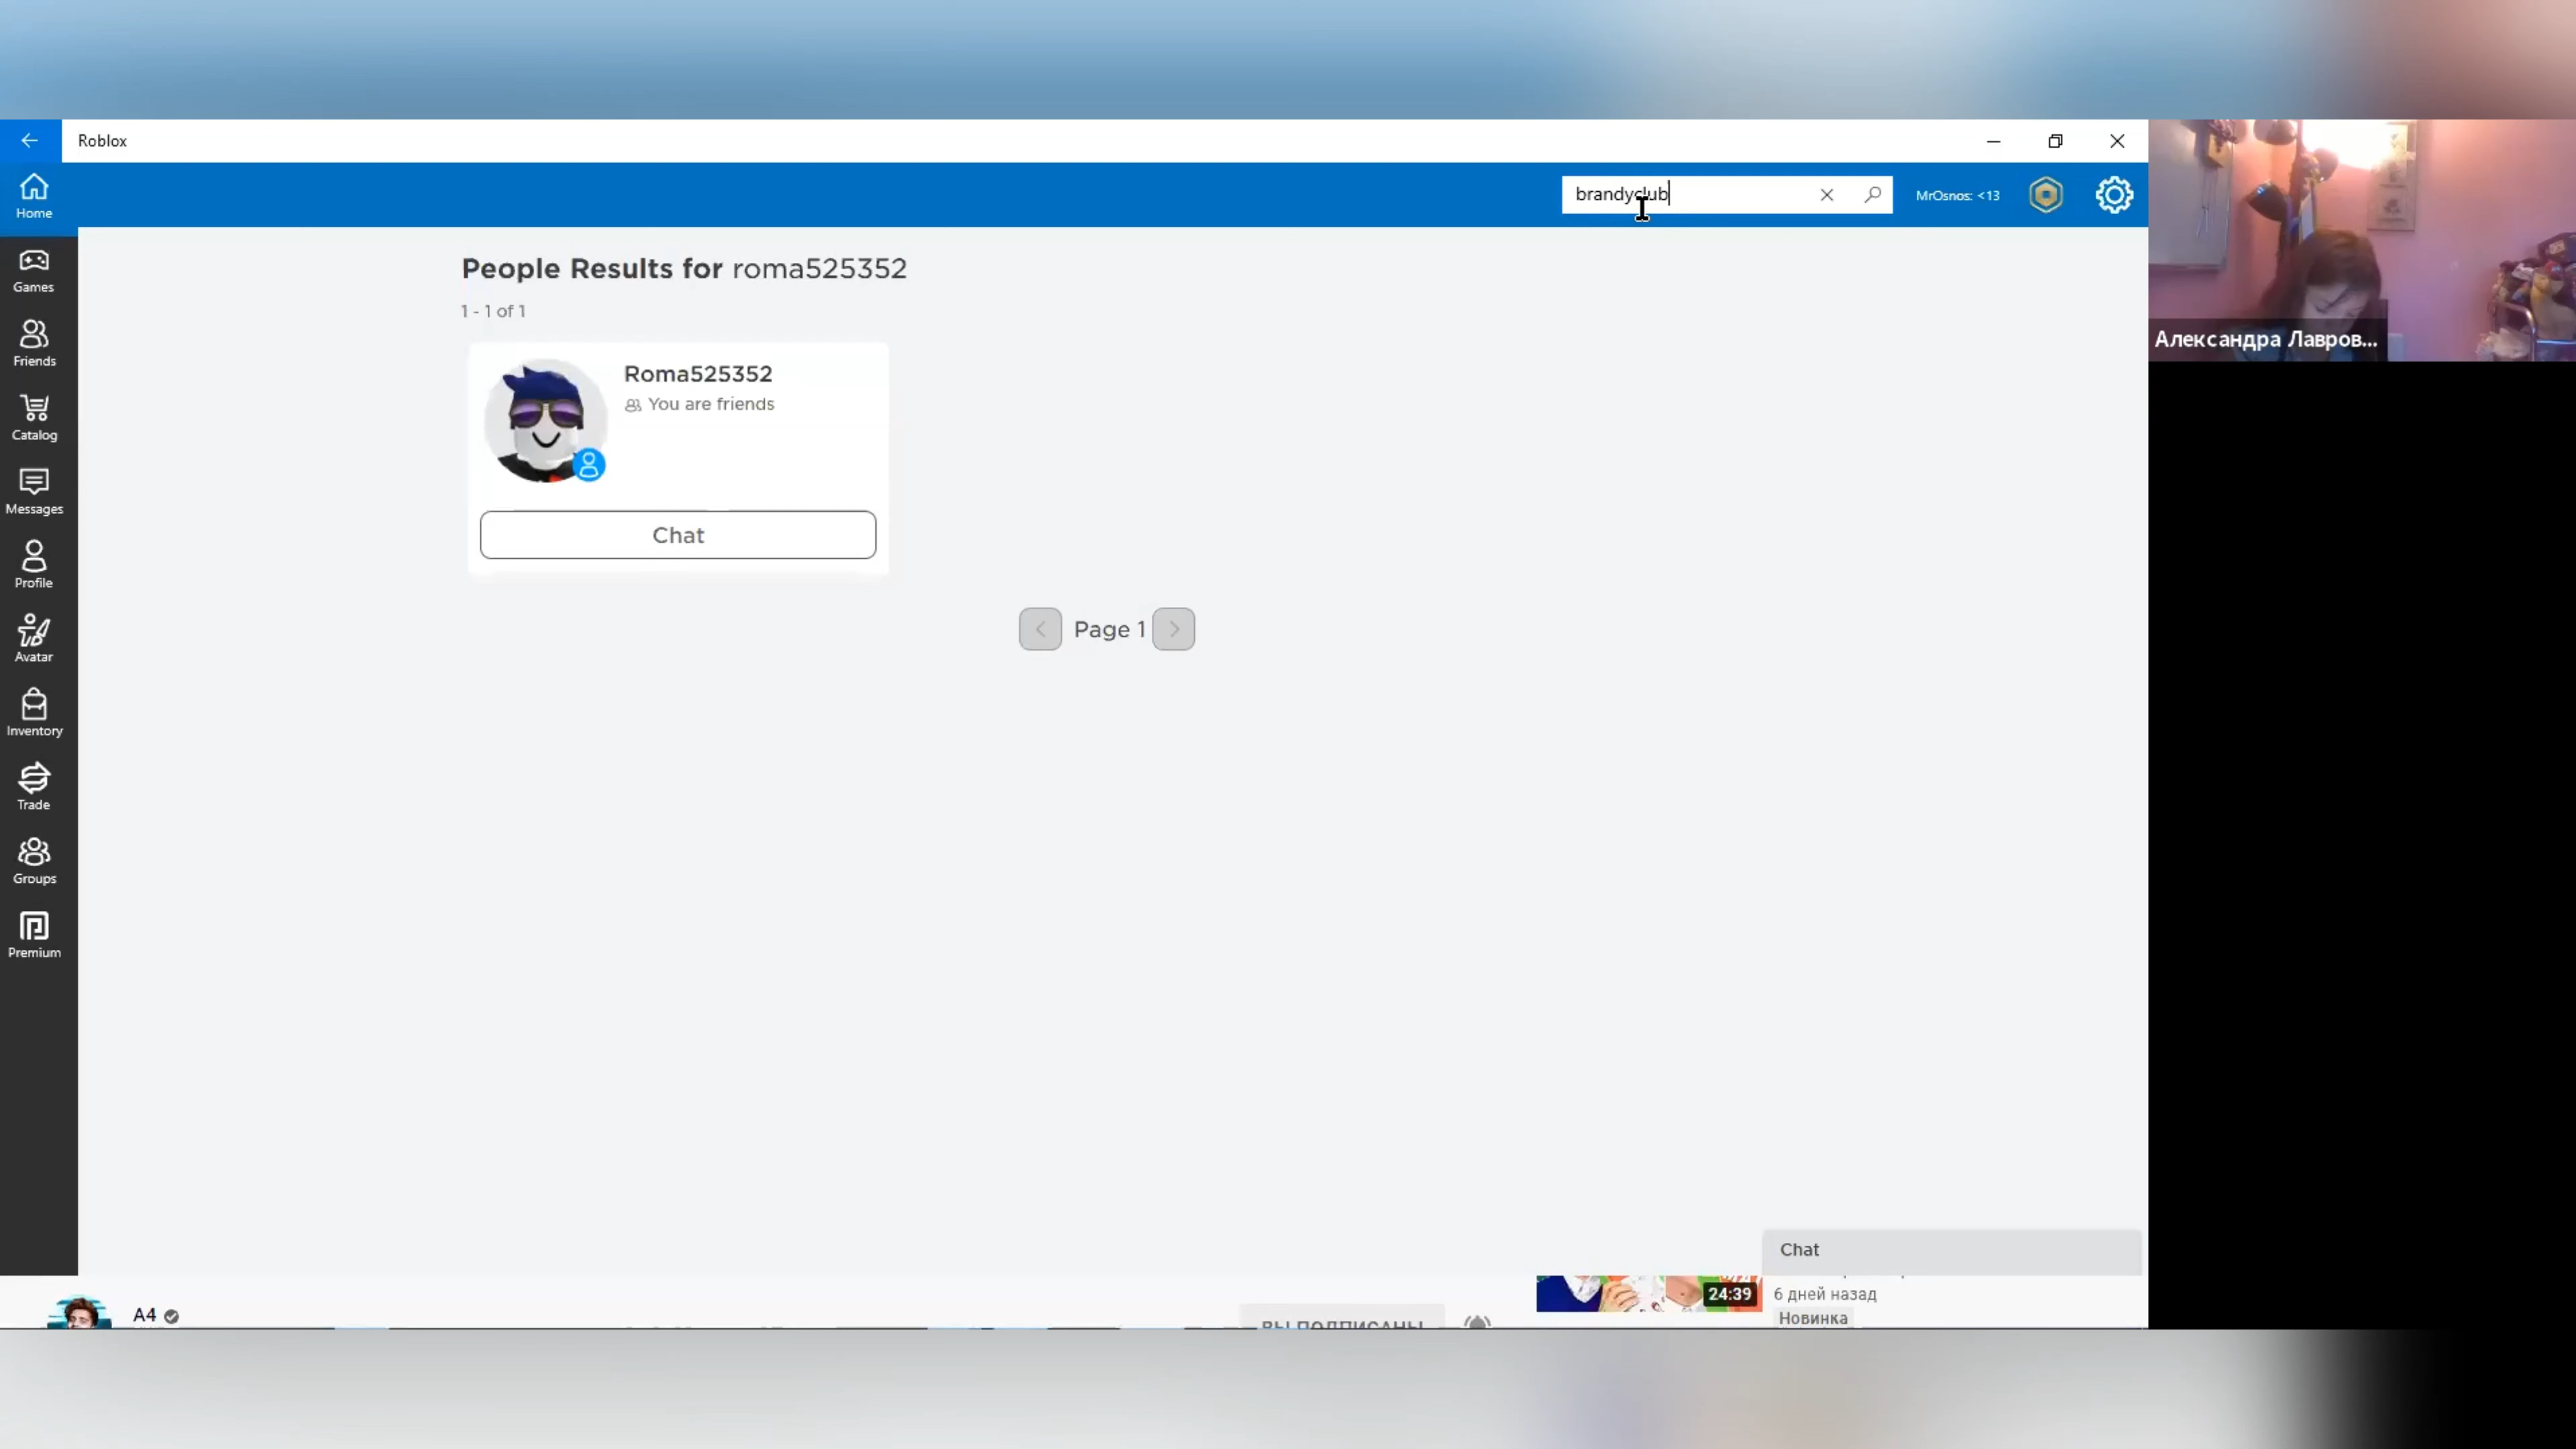 Roblox
Home
brandyclub
MrOsnos: <13
Games
Friends
Catalog
Messages
Profile
Avatar
Inventory
Trade
Groups
Premium
People Results for roma525352
1 - 1 of 1
Roma525352
You are friends
Chat
Page 1
Александра Лавров...
Chat
24:39
6 дней назад
Новинка
A4
ВЫ ПОДПИСАНЫ